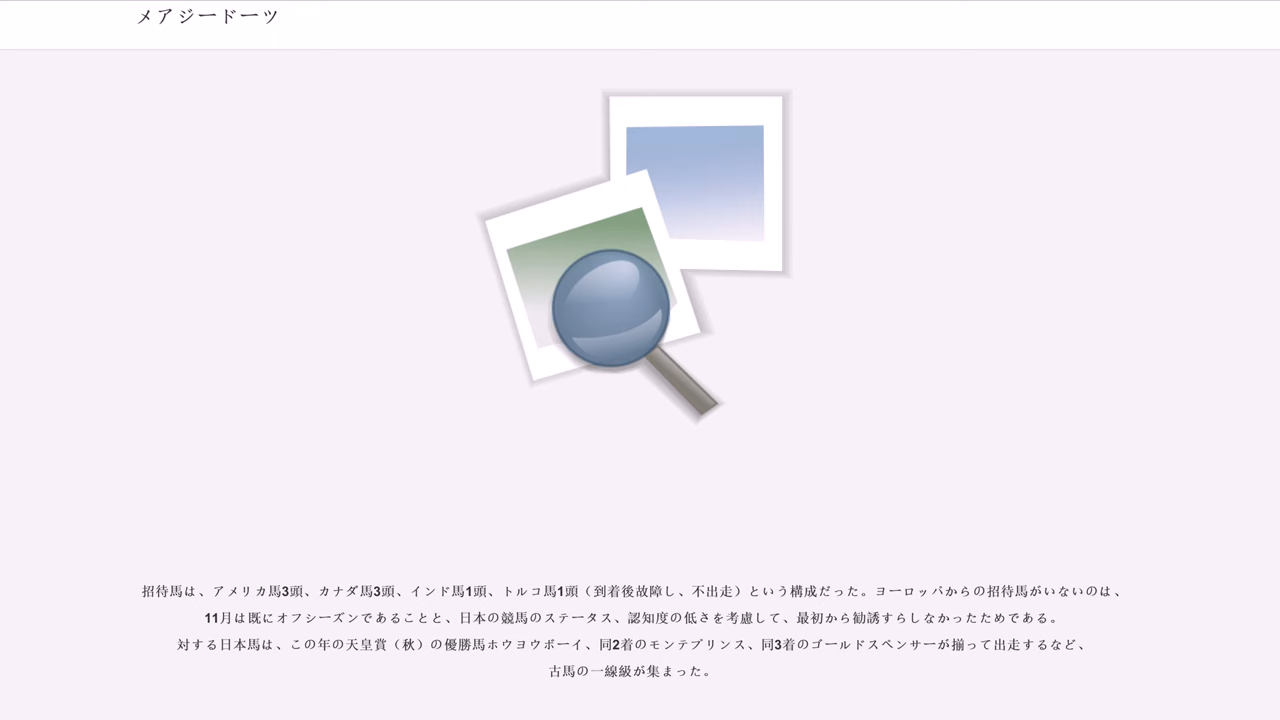 メアジードーツ
招待馬は、アメリカ馬3頭、カナダ馬3頭、インド馬1頭、トルコ馬1頭（到着後故障し、不出走）という構成だった。ヨーロッパからの招待馬がいないのは、
11月は既にオフシーズンであることと、日本の競馬のステータス、認知度の低さを考慮して、最初から勧誘すらしなかったためである。
対する日本馬は、この年の天皇賞（秋）の優勝馬ホウヨウボーイ、同2着のモンテプリンス、同3着のゴールドスペンサーが揃って出走するなど、
古馬の一線級が集まった。